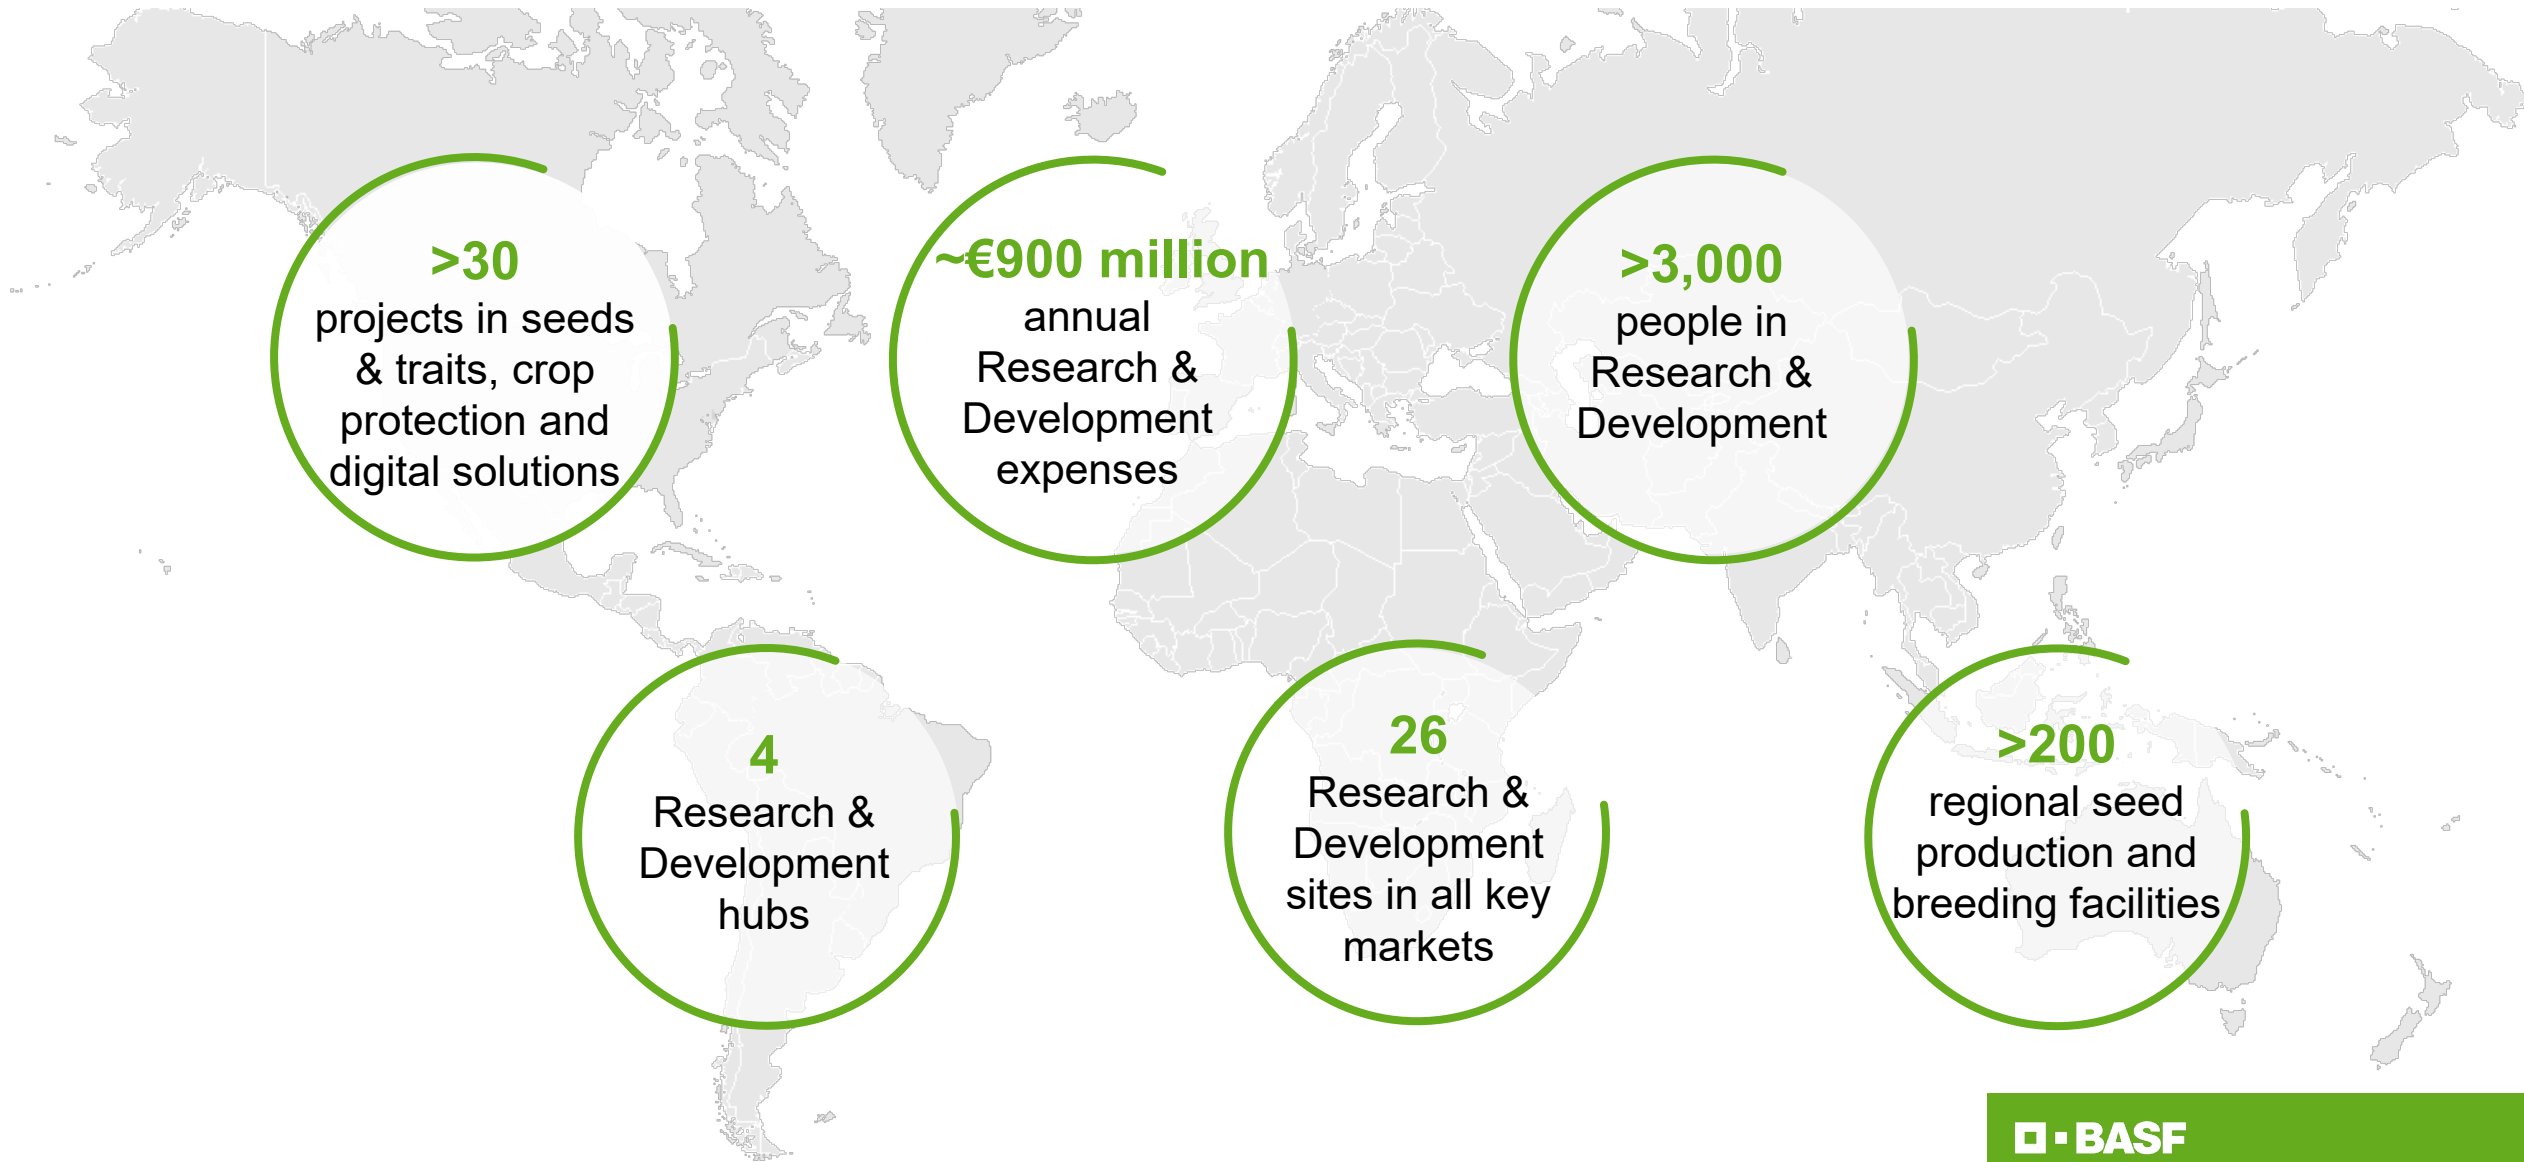 >30
projects in seeds
& traits, crop
protection and
digital solutions
~€900 million
annual
Research &
Development
expenses
>3,000
people in
Research &
Development
4
Research &
Development
hubs
26
Research &
Development
sites in all key
markets
>200
regional seed
production and
breeding facilities
BASF